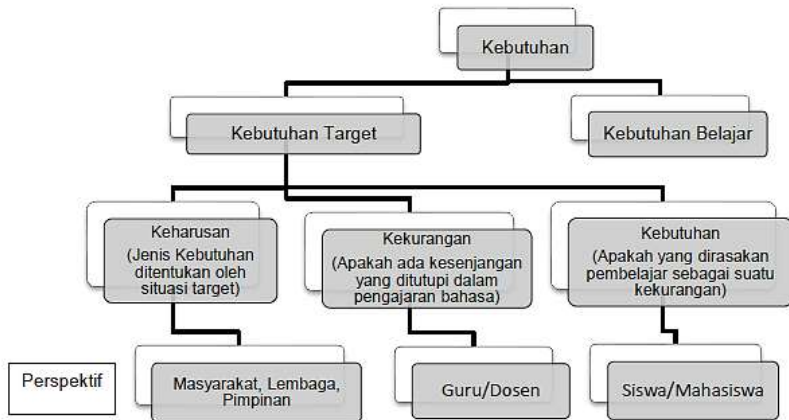 Kebutuhan
Kebutuhan Target
Kebutuhan Belajar
Keharusan
(Jenis Kebutuhan
ditentukan oleh
situasi target)
Kekurangan
(Apakah ada kesenjangan
yang ditutupi dalam
pengajaran bahasa)
Kebutuhan
(Apakah yang dirasakan
pembelajar sebagai suatu
kekurangan)
Perspektif
Masyarakat, Lembaga,
Pimpinan
Guru/Dosen
Siswa/Mahasiswa